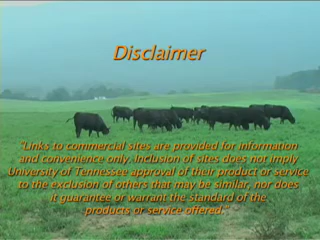 Disclaimer
"Links to commercial sites are provided for information
and convenience only. Inclusion of sites does not imply
University of Tennessee approval of their product or service
to the exclusion of others that may be similar, nor does
it guarantee or warrant the standard of the
products or service offered."